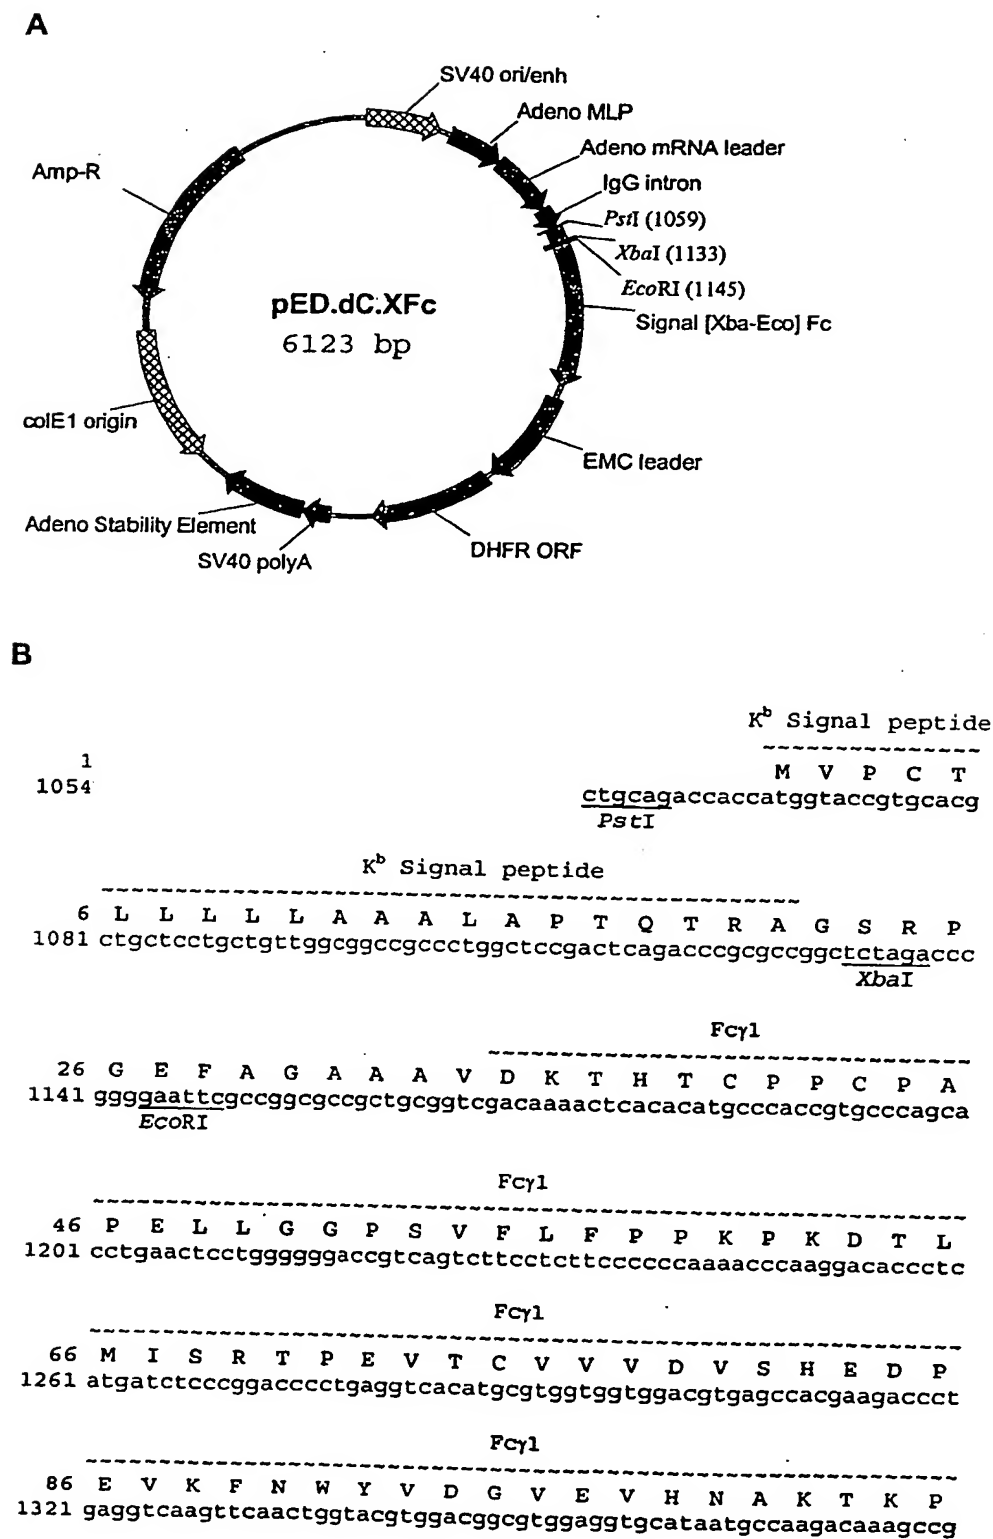 A
SV40 ori/enh
Adeno MLP
Adeno mRNA leader
Amp-R
IgG intron
PstI (1059)
XbaI (1133)
EcoRI (1145)
pED.dC.XFc
6123 bp
Signal [Xba-Eco] Fc
colE1 origin
EMC leader
Adeno Stability Element
DHFR ORF
SV40 polyA
B
Kᵇ Signal peptide
1 M V P C T
1054 ctgcagaccaccatggtaccgtgcacg
PstI
Kᵇ Signal peptide
6 L L L L L A A A L A P T Q T R A G S R P
1081 ctgctcctgctgttggcggccgccctggctccgactcagacccgcgccggctctagaccc
XbaI
Fcγ1
26 G E F A G A A A V D K T H T C P P C P A
1141 ggggaattcgccggcgccgctgcggtcgacaaaactcacacatgcccaccgtgcccagca
EcoRI
Fcγ1
46 P E L L G G P S V F L F P P K P K D T L
1201 cctgaactcctggggggaccgtcagtcttcctcttccccccaaaacccaaggacaccctc
Fcγ1
66 M I S R T P E V T C V V V D V S H E D P
1261 atgatctcccggacccctgaggtcacatgcgtggtggtggacgtgagccacgaagaccct
Fcγ1
86 E V K F N W Y V D G V E V H N A K T K P
1321 gaggtcaagttcaactggtacgtggacggcgtggaggtgcataatgccaagacaaagccg